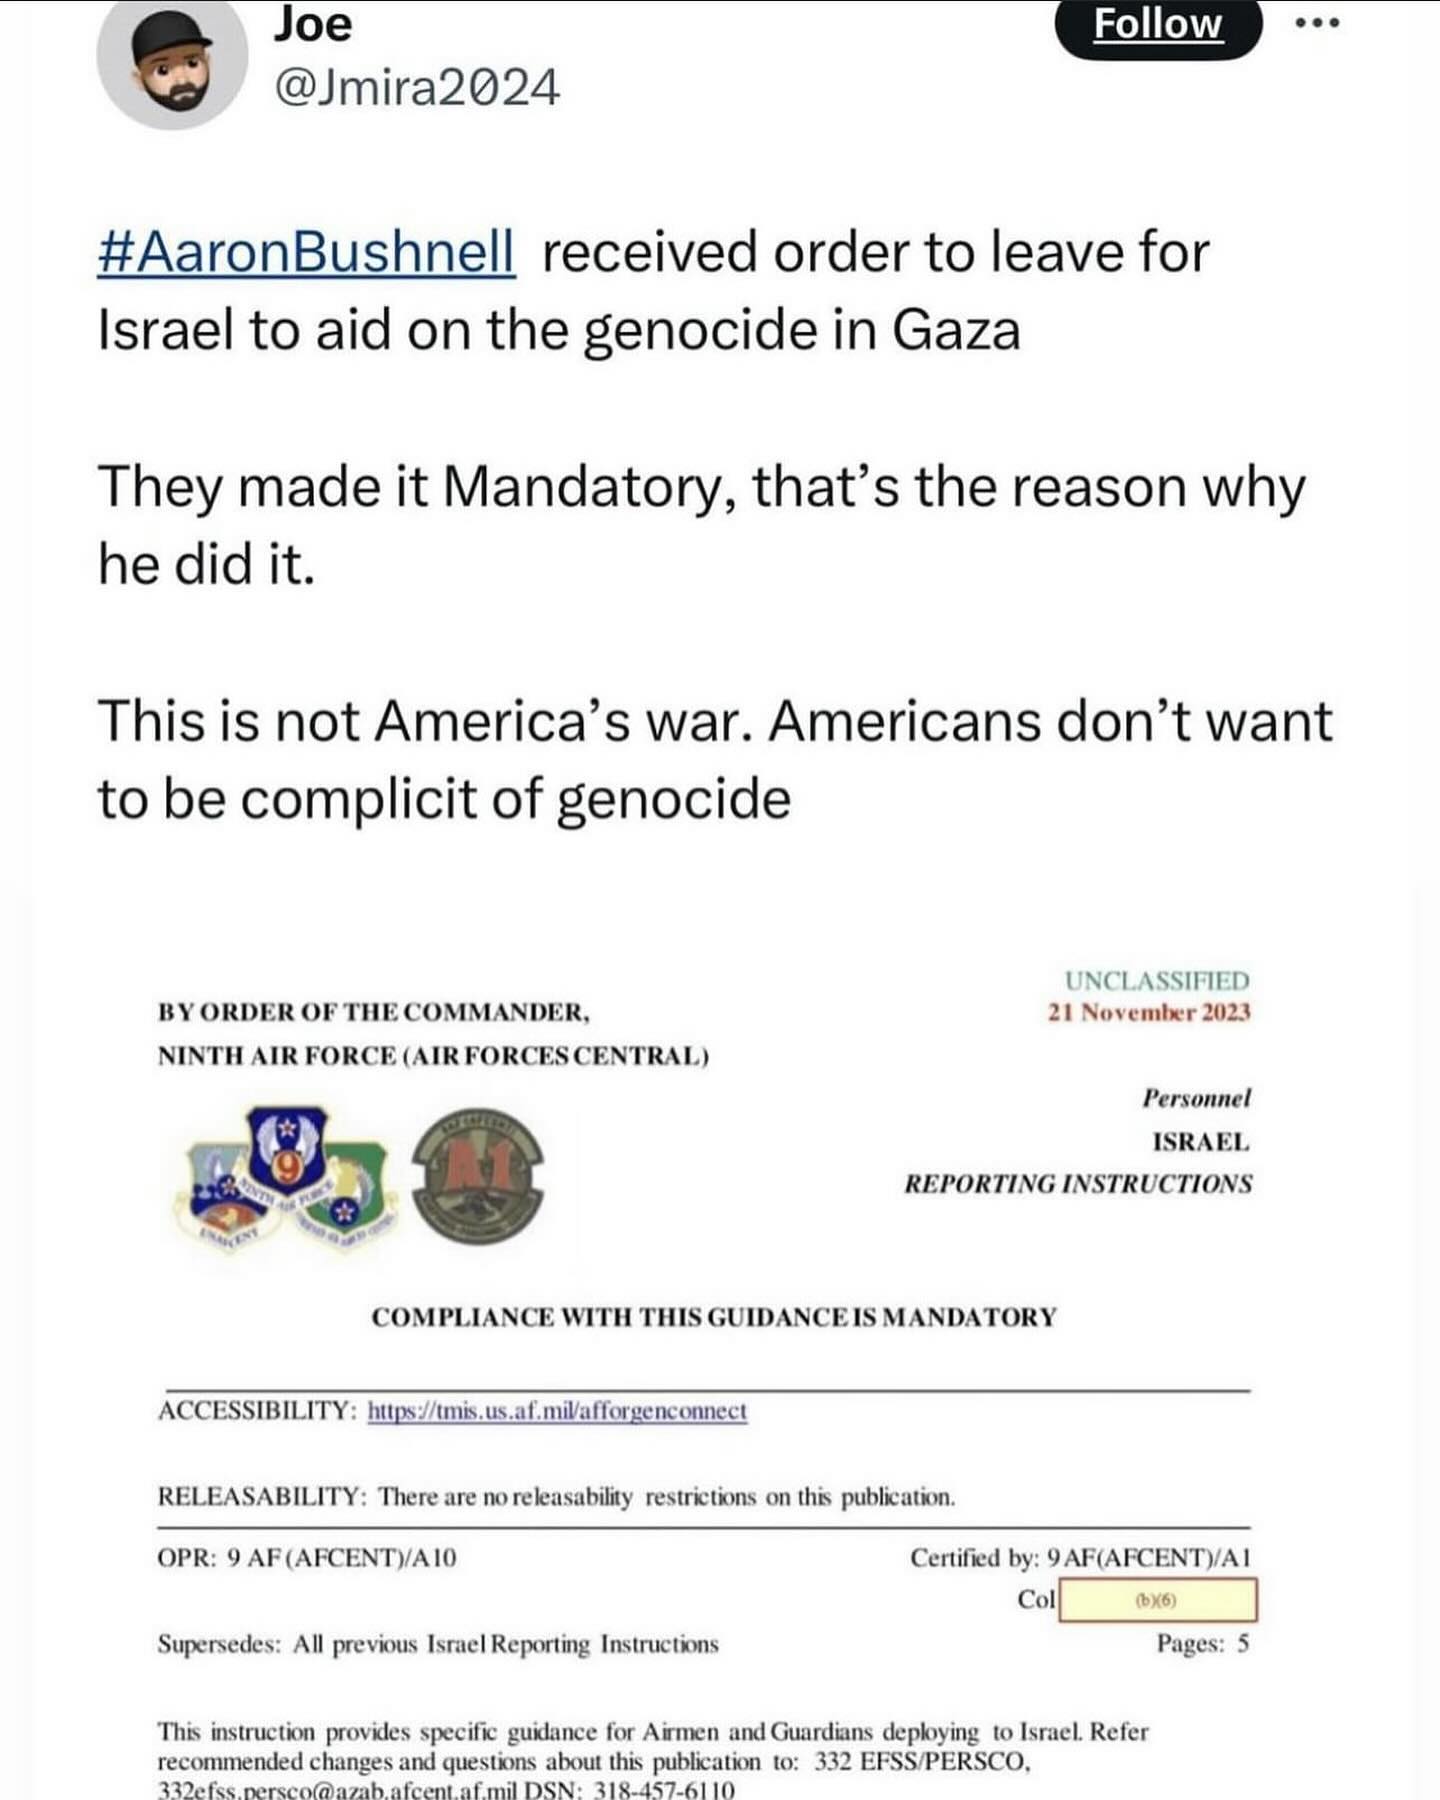 Joe
Follow
@Jmira2024
#AaronBushnell received order to leave for
Israel to aid on the genocide in Gaza
They made it Mandatory, that's the reason why
he did it.
This is not America's war. Americans don't want
to be complicit of genocide
UNCLASSIFIED
BY ORDER OF THE COMMANDER,
21 November 2023
NINTH AIR FORCE (AIR FORCES CENTRAL)
Personnel
ISRAEL
REPORTING INSTRUCTIONS
9
NINTH AIR FORCE
A1
COMPLIANCE WITH THIS GUIDANCE IS MANDATORY
ACCESSIBILITY: https://tmis.us.af.mil/afforgenconnect
RELEASABILITY: There are no releasability restrictions on this publication.
OPR: 9 AF (AFCENT)/A10
Certified by: 9 AF(AFCENT)/A1
Col (b)(6)
Supersedes: All previous Israel Reporting Instructions
Pages: 5
This instruction provides specific guidance for Airmen and Guardians deploying to Israel. Refer
recommended changes and questions about this publication to: 332 EFSS/PERSCO,
332efss.persco@azab.afcent.af.mil DSN: 318-457-6110